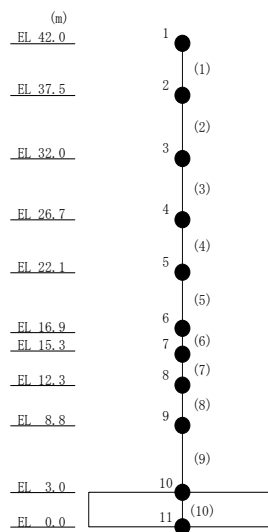 (m)
1
EL 42.0
(1)
2
EL 37.5
(2)
3
EL 32.0
(3)
4
EL 26.7
(4)
5
EL 22.1
(5)
6
EL 16.9
(6)
7
EL 15.3
(7)
8
EL 12.3
(8)
9
EL 8.8
(9)
10
EL 3.0
(10)
11
EL 0.0